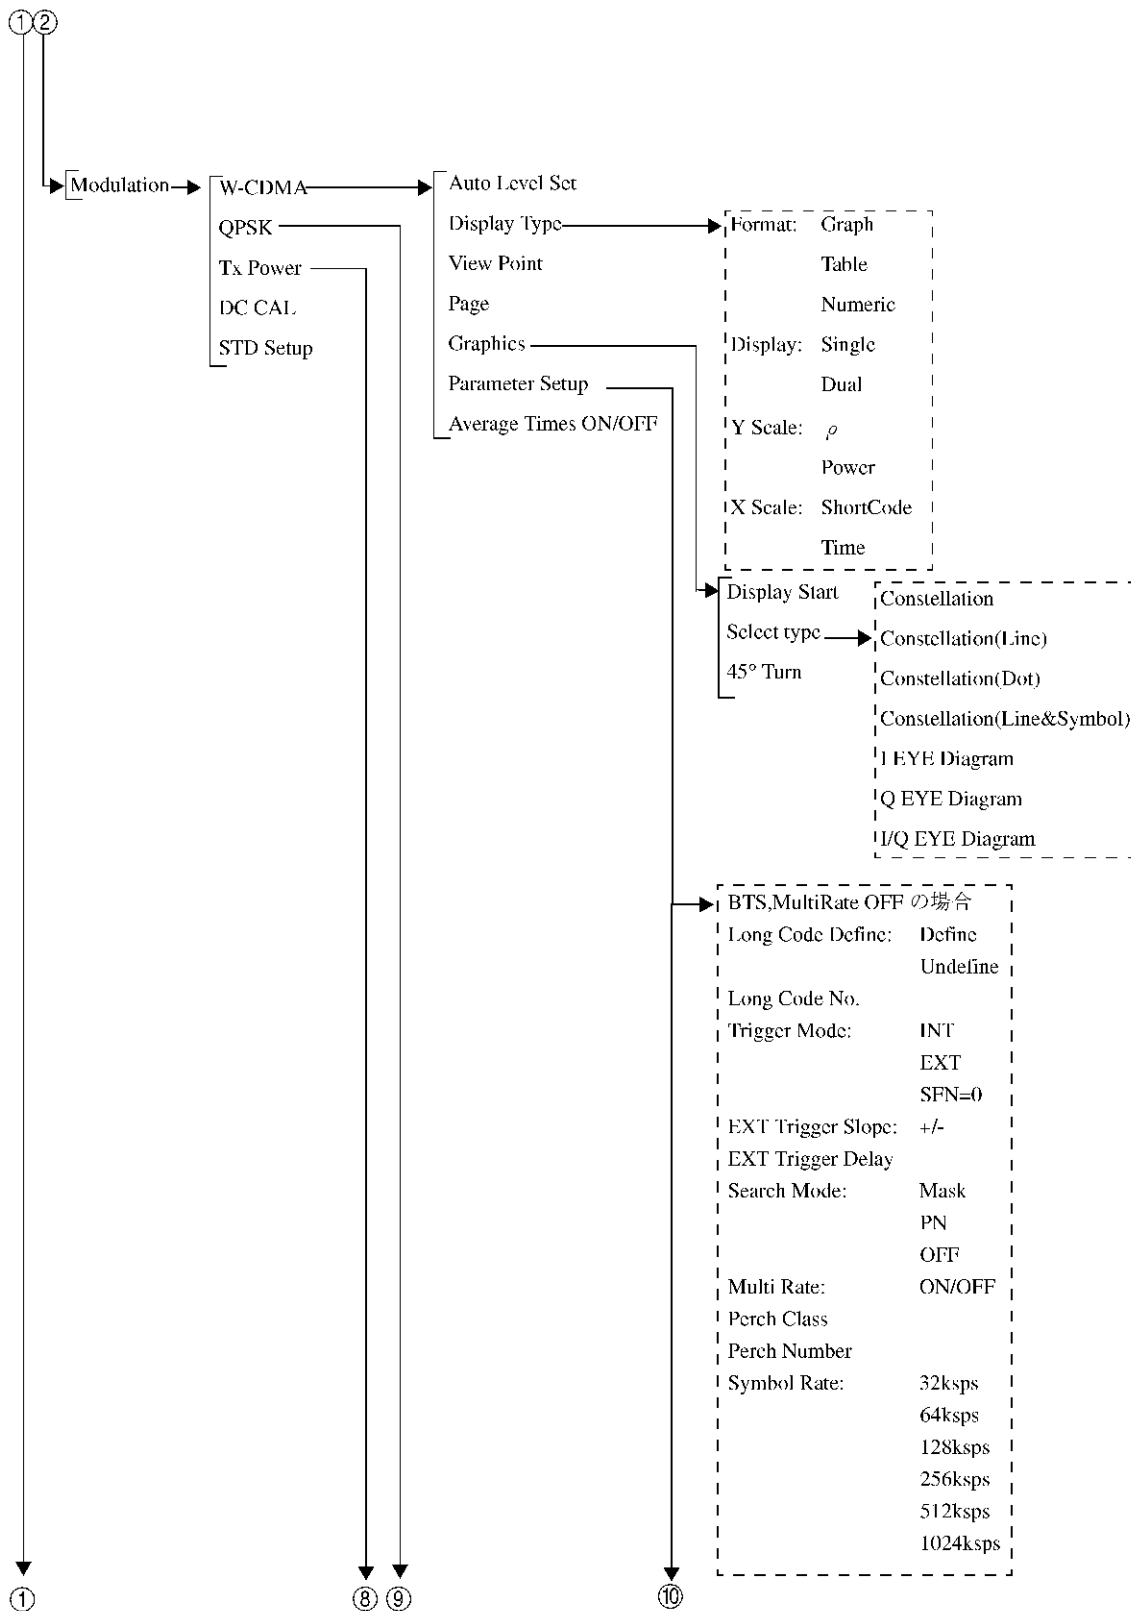 ① ②
Modulation
W-CDMA
QPSK
Tx Power
DC CAL
STD Setup
Auto Level Set
Display Type
View Point
Page
Graphics
Parameter Setup
Average Times ON/OFF
Format: Graph
Table
Numeric
Display: Single
Dual
Y Scale: ρ
Power
X Scale: ShortCode
Time
Display Start
Select type
45° Turn
Constellation
Constellation(Line)
Constellation(Dot)
Constellation(Line&Symbol)
I EYE Diagram
Q EYE Diagram
I/Q EYE Diagram
BTS,MultiRate OFF の場合
Long Code Define: Define
Undefine
Long Code No.
Trigger Mode: INT
EXT
SFN=0
EXT Trigger Slope: +/-
EXT Trigger Delay
Search Mode: Mask
PN
OFF
Multi Rate: ON/OFF
Perch Class
Perch Number
Symbol Rate: 32ksps
64ksps
128ksps
256ksps
512ksps
1024ksps
① ⑧ ⑨ ⑩